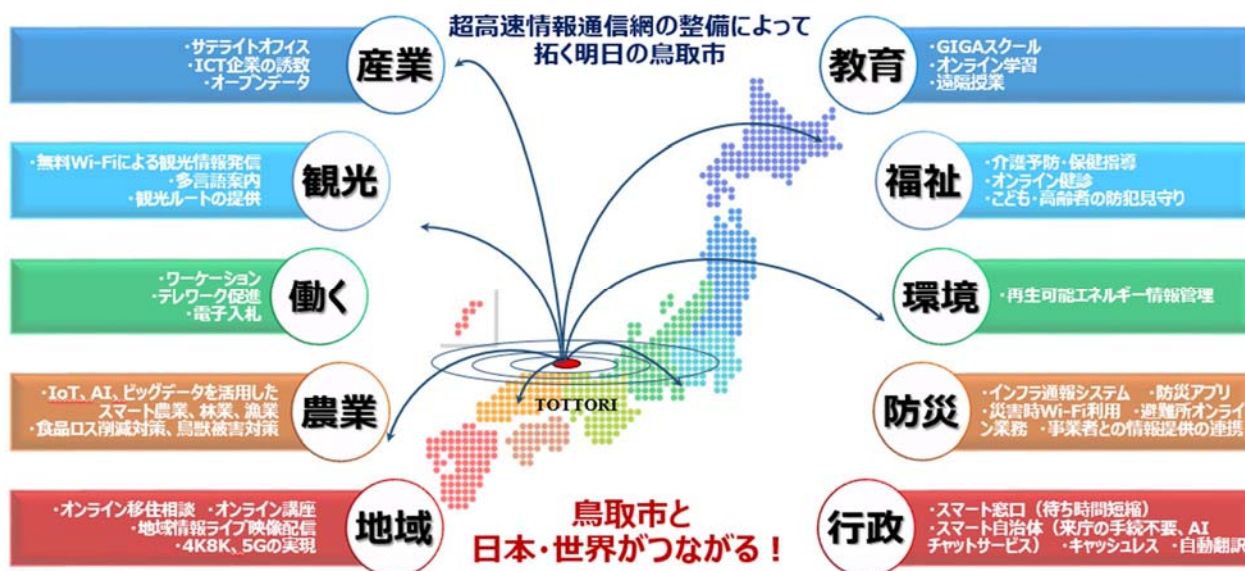 超高速情報通信網の整備によって
拓く明日の鳥取市
産業
・サテライトオフィス
・ICT企業の誘致
・オープンデータ
観光
・無料Wi-Fiによる観光情報発信
・多言語案内
・観光ルートの提供
働く
・ワーケーション
・テレワーク促進
・電子入札
農業
・IoT、AI、ビッグデータを活用した
スマート農業、林業、漁業
・食品ロス削減対策、鳥獣被害対策
地域
・オンライン移住相談 ・オンライン講座
・地域情報ライブ映像配信
・4K8K、5Gの実現
教育
・GIGAスクール
・オンライン学習
・遠隔授業
福祉
・介護予防・保健指導
・オンライン健診
・こども・高齢者の防犯見守り
環境
・再生可能エネルギー情報管理
防災
・インフラ通報システム ・防災アプリ
・災害時Wi-Fi利用 ・避難所オンライ
ン業務 ・事業者との情報提供の連携
行政
・スマート窓口（待ち時間短縮）
・スマート自治体（来庁の手続不要、AI
チャットサービス） ・キャッシュレス ・自動翻訳
TOTTORI
鳥取市と
日本・世界がつながる！